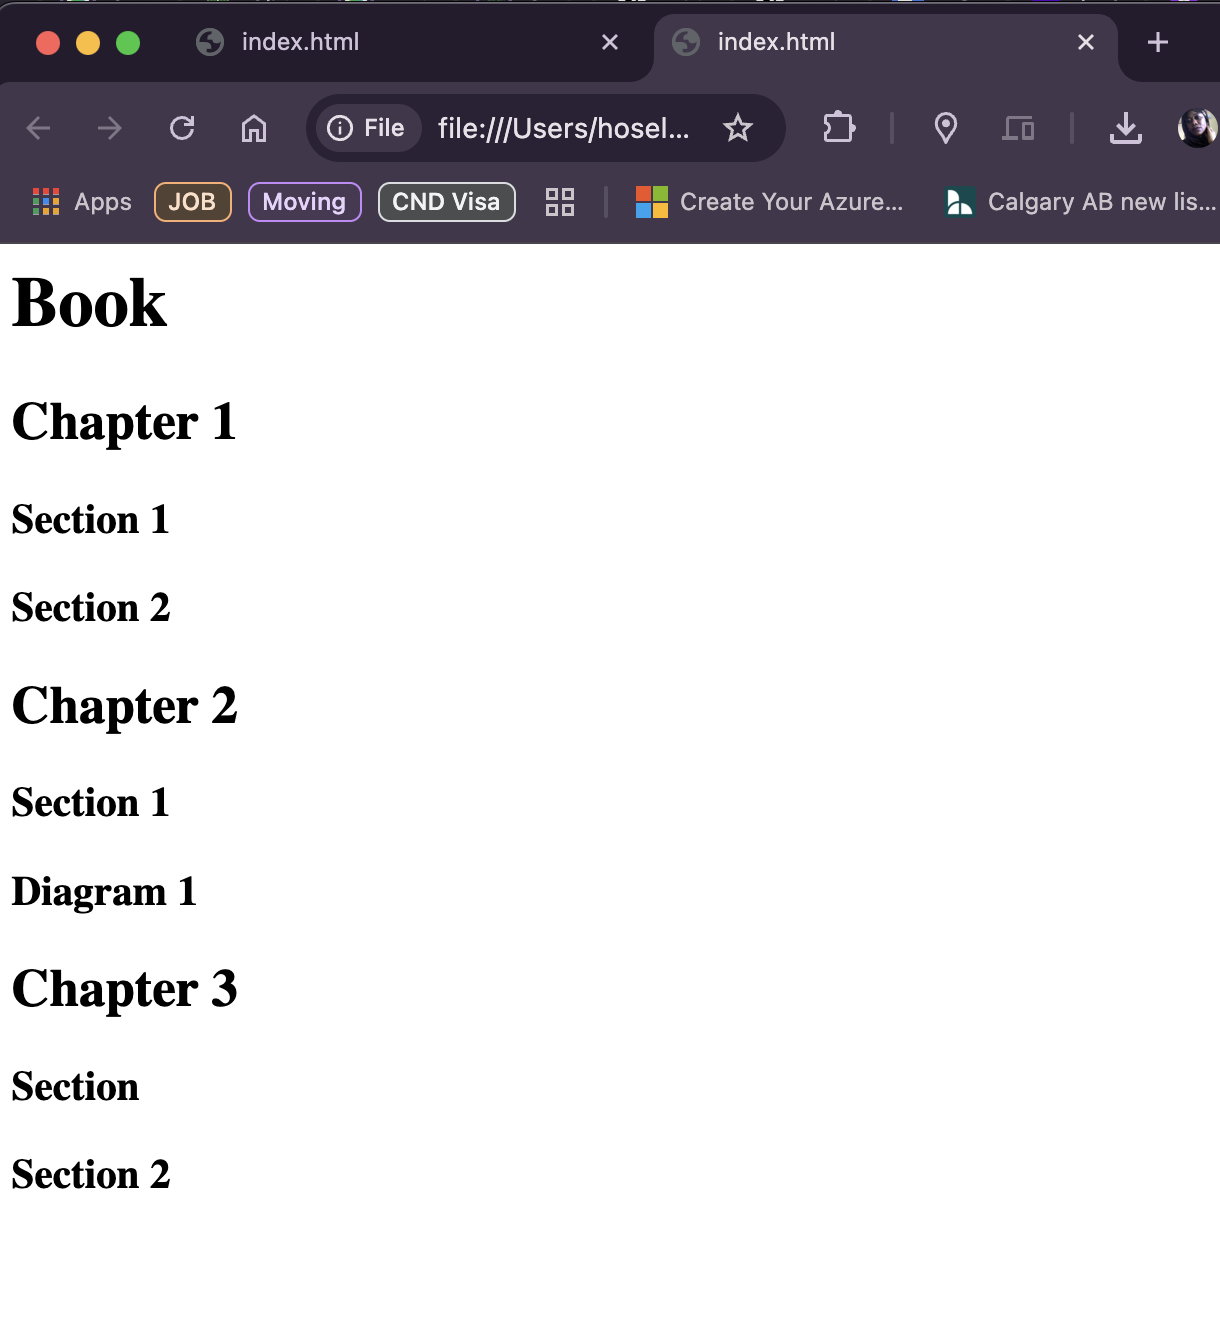 index.html
index.html
File file:///Users/hosel...
Apps JOB Moving CND Visa Create Your Azure... Calgary AB new lis...
Book
Chapter 1
Section 1
Section 2
Chapter 2
Section 1
Diagram 1
Chapter 3
Section
Section 2